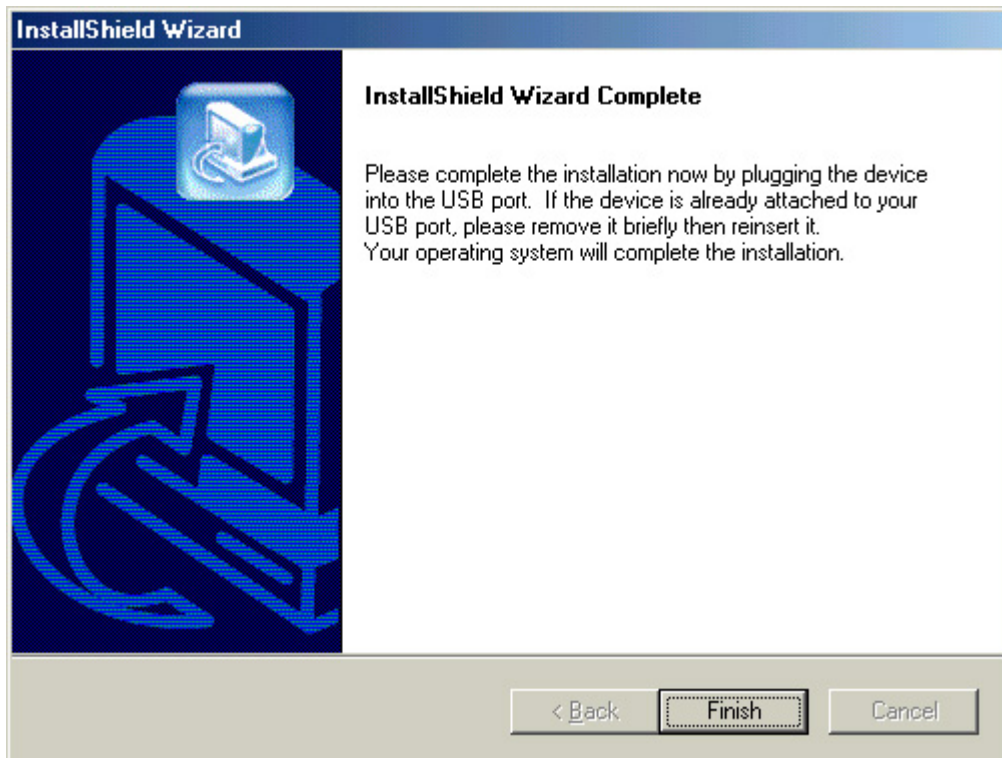 InstallShield Wizard
InstallShield Wizard Complete
Please complete the installation now by plugging the device
into the USB port.  If the device is already attached to your
USB port, please remove it briefly then reinsert it.
Your operating system will complete the installation.
< Back
Finish
Cancel